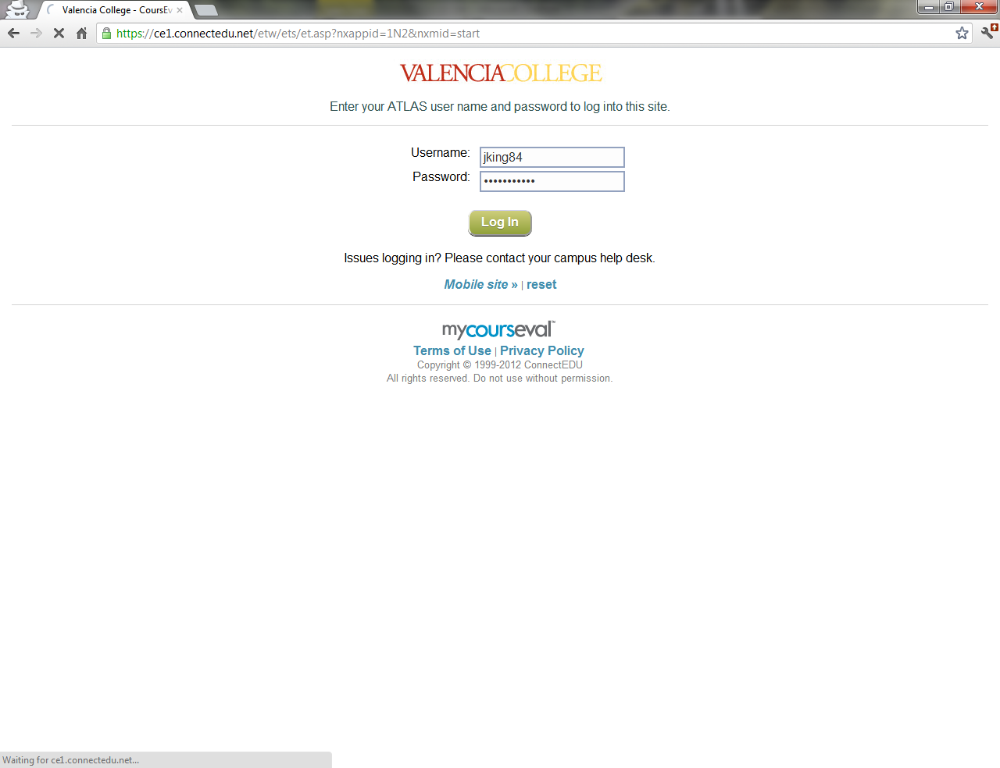 Valencia College - CoursEv
https://ce1.connectedu.net/etw/ets/et.asp?nxappid=1N2&nxmid=start
VALENCIACOLLEGE
Enter your ATLAS user name and password to log into this site.
Username: jking84
Password: •••••••••••
Log In
Issues logging in? Please contact your campus help desk.
Mobile site » | reset
mycourseval™
Terms of Use | Privacy Policy
Copyright © 1999-2012 ConnectEDU
All rights reserved. Do not use without permission.
Waiting for ce1.connectedu.net...